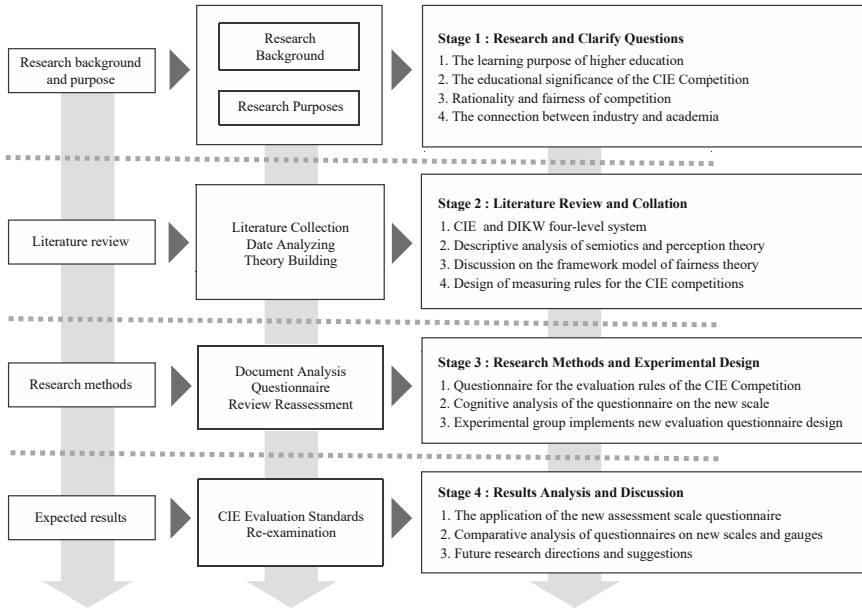 Research background
and purpose
Research
Background
Research Purposes
Stage 1 : Research and Clarify Questions
1. The learning purpose of higher education
2. The educational significance of the CIE Competition
3. Rationality and fairness of competition
4. The connection between industry and academia
Literature review
Literature Collection
Date Analyzing
Theory Building
Stage 2 : Literature Review and Collation
1. CIE and DIKW four-level system
2. Descriptive analysis of semiotics and perception theory
3. Discussion on the framework model of fairness theory
4. Design of measuring rules for the CIE competitions
Research methods
Document Analysis
Questionnaire
Review Reassessment
Stage 3 : Research Methods and Experimental Design
1. Questionnaire for the evaluation rules of the CIE Competition
2. Cognitive analysis of the questionnaire on the new scale
3. Experimental group implements new evaluation questionnaire design
Expected results
CIE Evaluation Standards
Re-examination
Stage 4 : Results Analysis and Discussion
1. The application of the new assessment scale questionnaire
2. Comparative analysis of questionnaires on new scales and gauges
3. Future research directions and suggestions